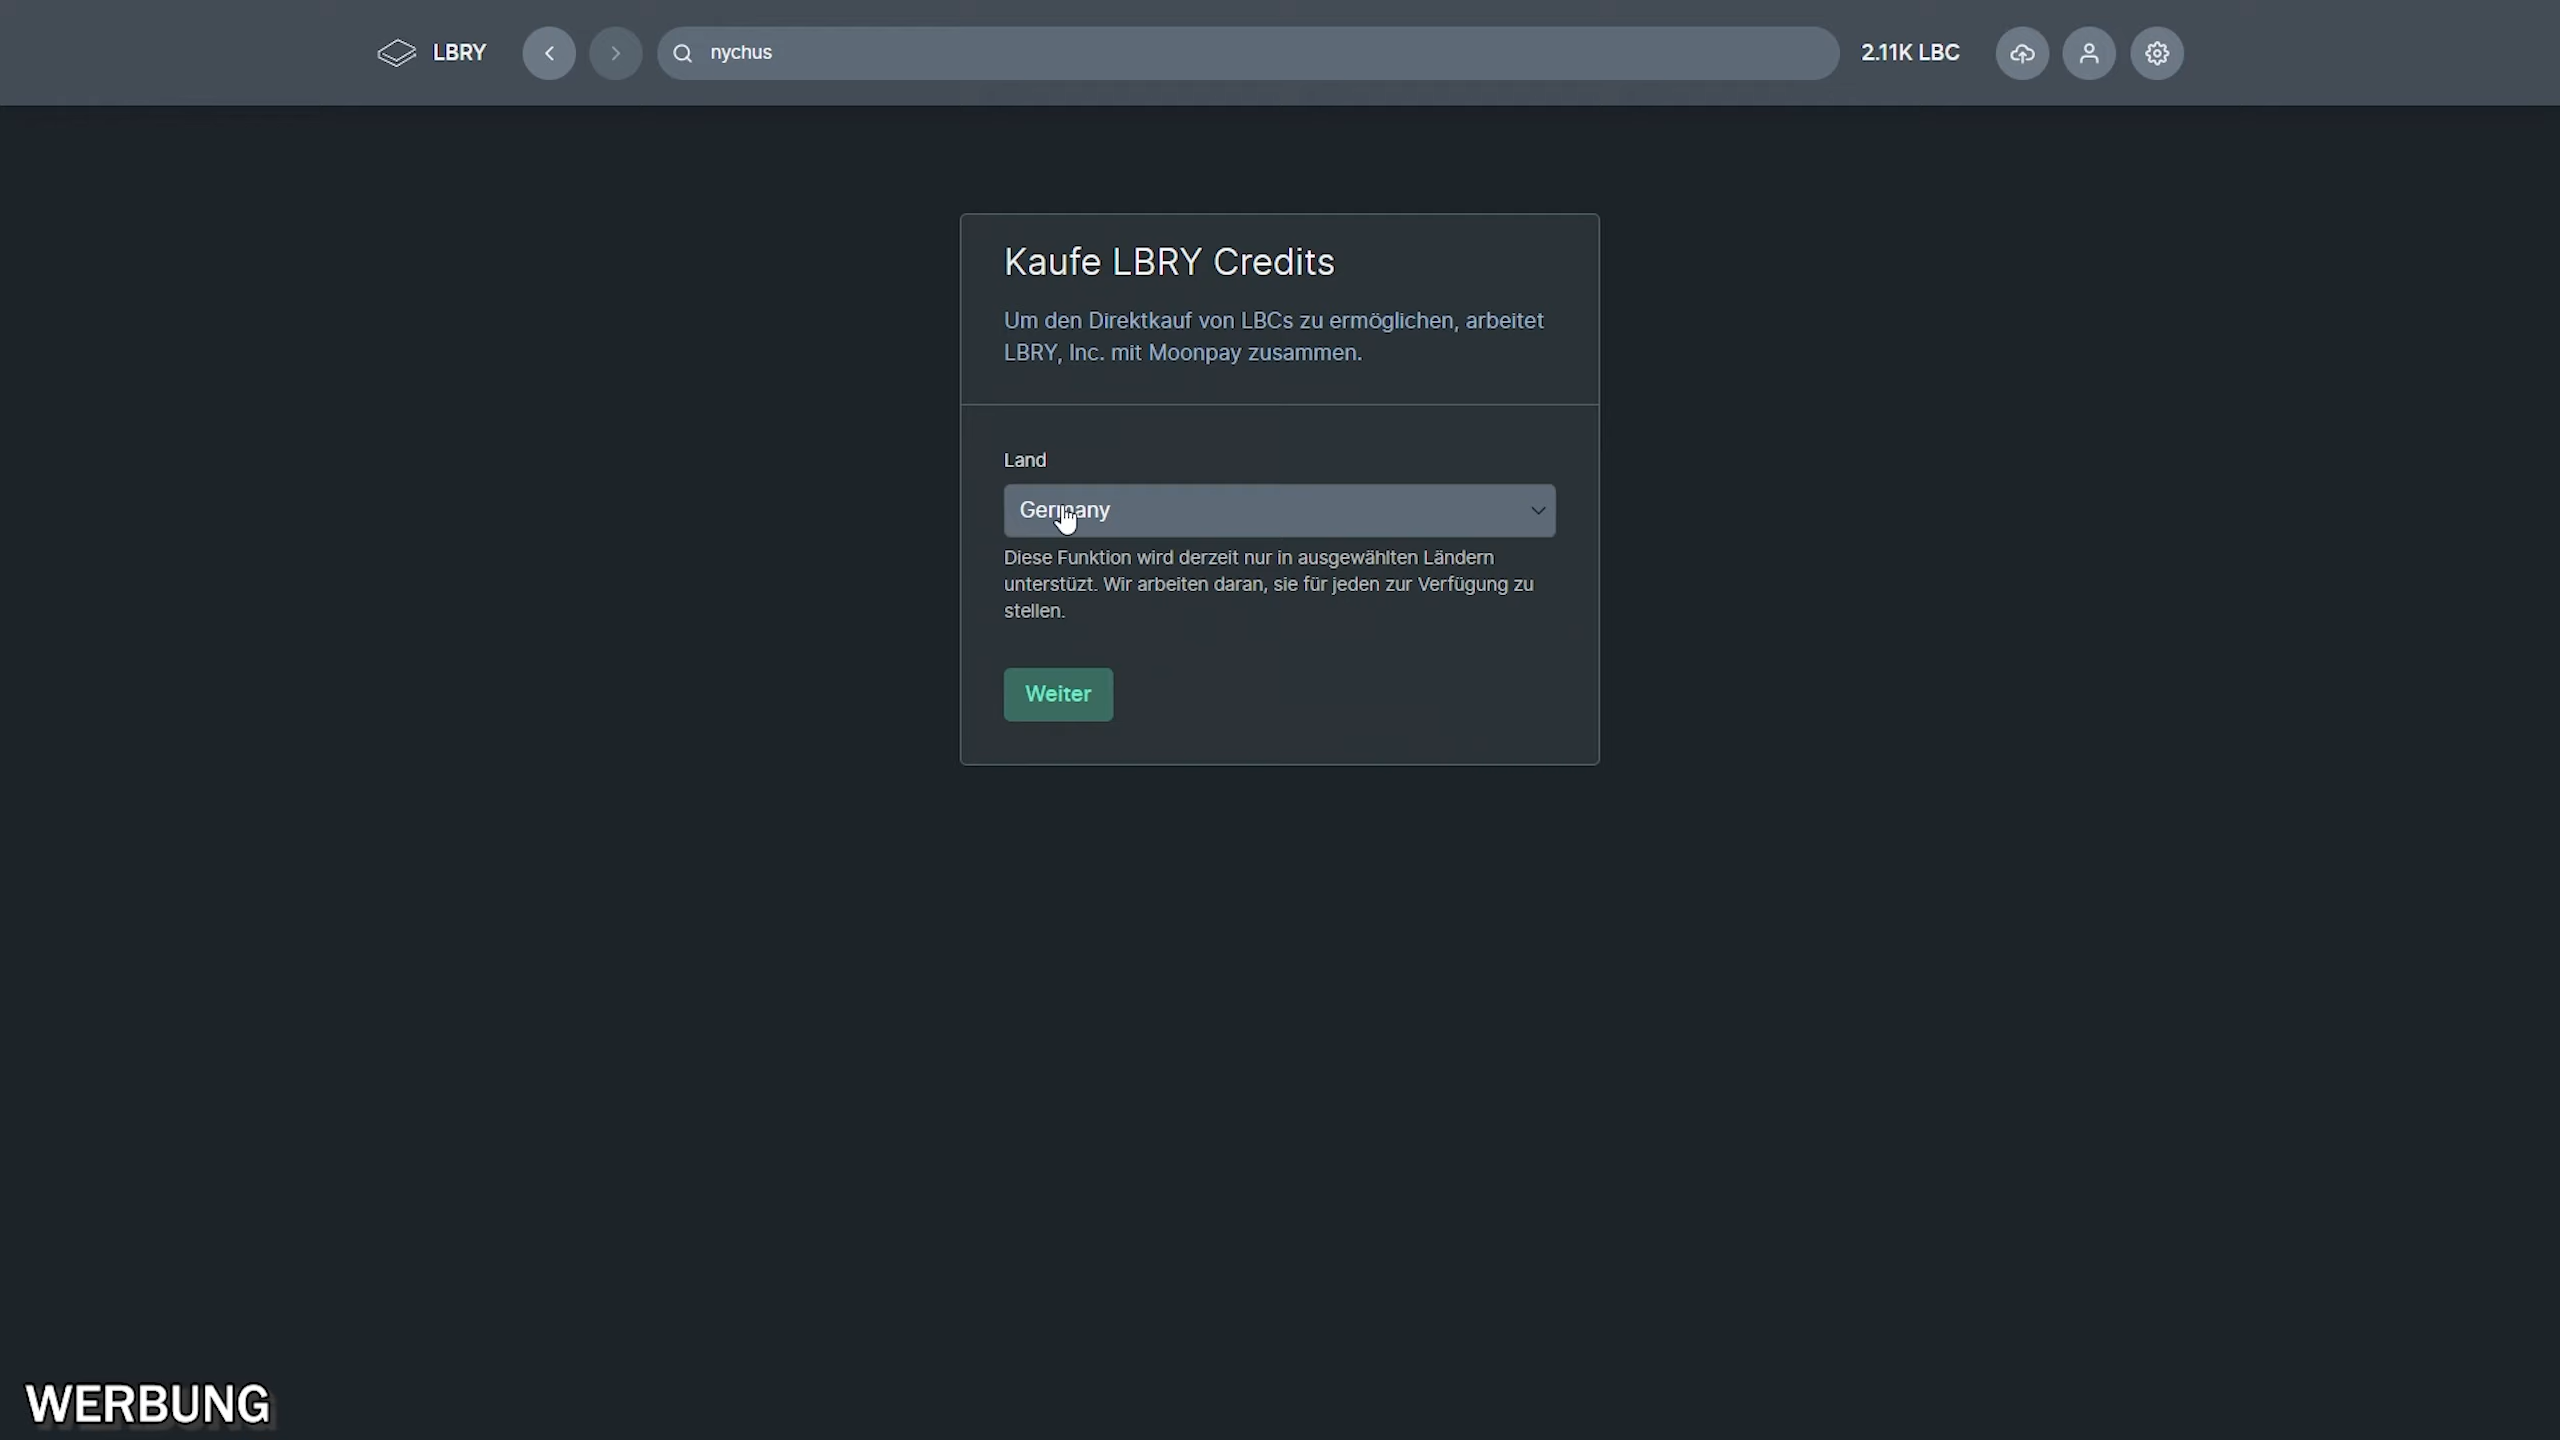 LBRY
nychus
2.11K LBC
Kaufe LBRY Credits
Um den Direktkauf von LBCs zu ermöglichen, arbeitet
LBRY, Inc. mit Moonpay zusammen.
Land
Germany
Diese Funktion wird derzeit nur in ausgewählten Ländern
unterstüzt. Wir arbeiten daran, sie für jeden zur Verfügung zu
stellen.
Weiter
WERBUNG